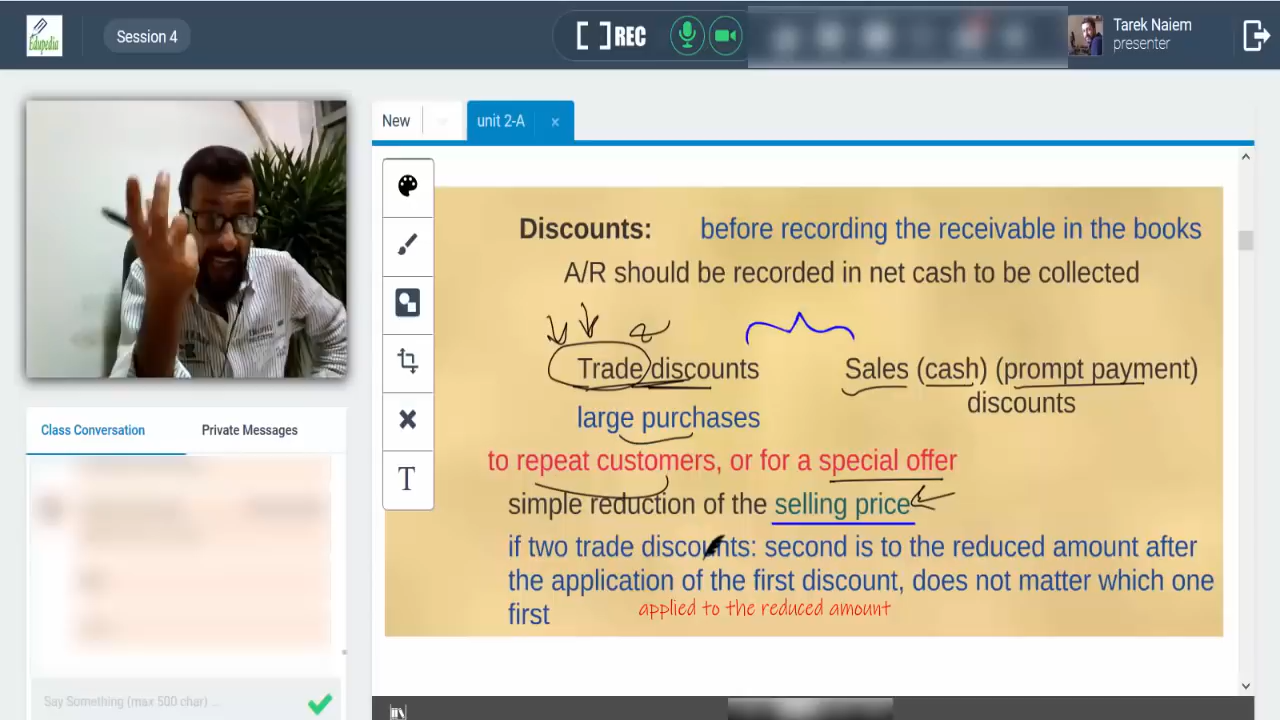 Edupedia
Session 4
[ ] REC
Tarek Naiem
presenter
New
unit 2-A
×
Discounts: before recording the receivable in the books
A/R should be recorded in net cash to be collected
Trade discounts
Sales (cash) (prompt payment)
discounts
large purchases
to repeat customers, or for a special offer
simple reduction of the selling price
if two trade discounts: second is to the reduced amount after
the application of the first discount, does not matter which one
first
applied to the reduced amount
T
Class Conversation
Private Messages
Say Something (max 500 char) ...